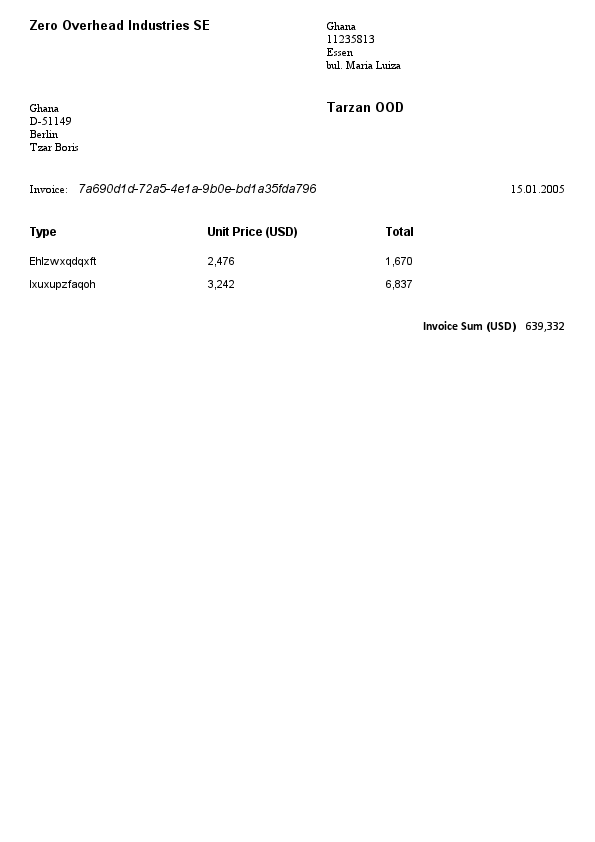 Zero Overhead Industries SE
Ghana
11235813
Essen
bul. Maria Luiza
Ghana
D-51149
Berlin
Tzar Boris
Tarzan OOD
Invoice: 7a690d1d-72a5-4e1a-9b0e-bd1a35fda796 15.01.2005
Type Unit Price (USD) Total
Ehlzwxqdqxft 2,476 1,670
lxuxupzfaqoh 3,242 6,837
Invoice Sum (USD) 639,332